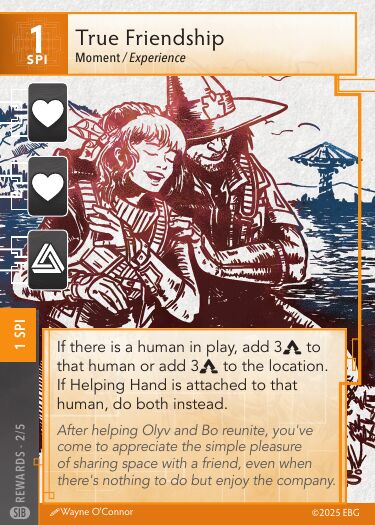 1
SPI
True Friendship
Moment / Experience
1 SPI
If there is a human in play, add 3 to
that human or add 3 to the location.
If Helping Hand is attached to that
human, do both instead.
After helping Olyv and Bo reunite, you've
come to appreciate the simple pleasure
of sharing space with a friend, even when
there's nothing to do but enjoy the company.
SIB REWARDS - 2/5
Wayne O'Connor
©2025 EBG